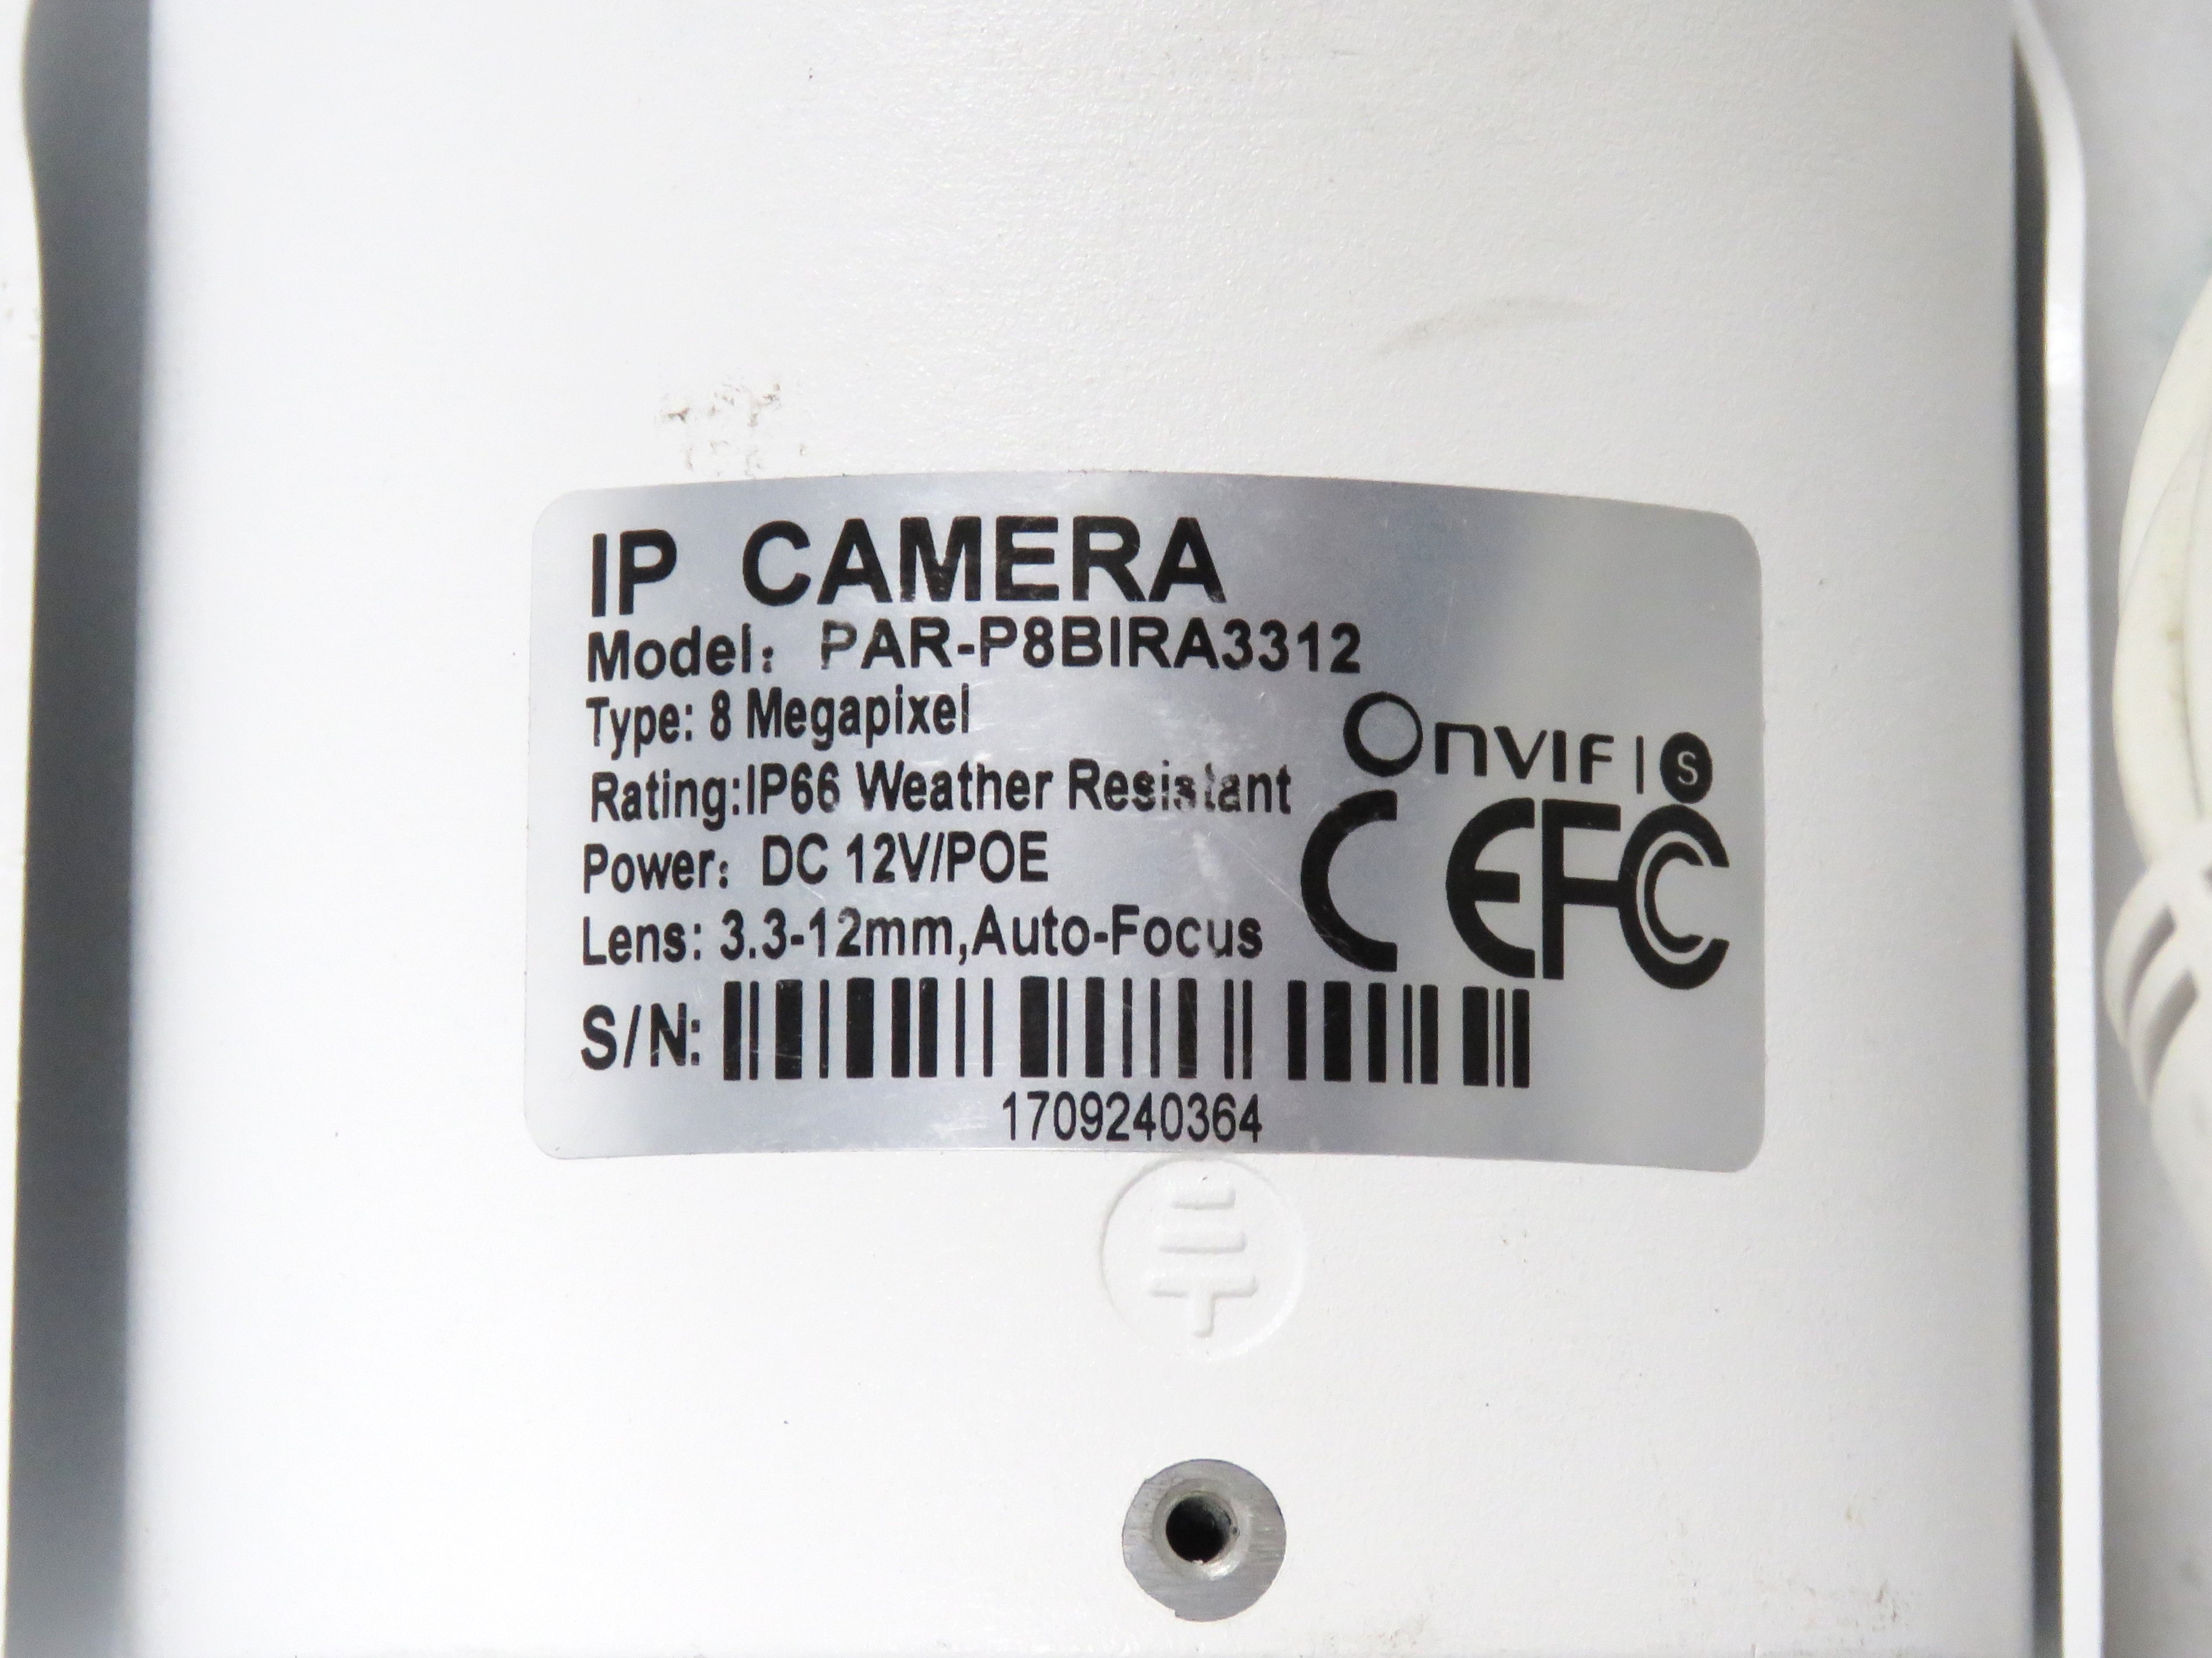 IP CAMERA
Model: PAR-P8BIRA3312
Type: 8 Megapixel
Rating:IP66 Weather Resistant
Power: DC 12V/POE
Lens: 3.3-12mm,Auto-Focus
ONVIF | S
CE FC
S/N:
1709240364